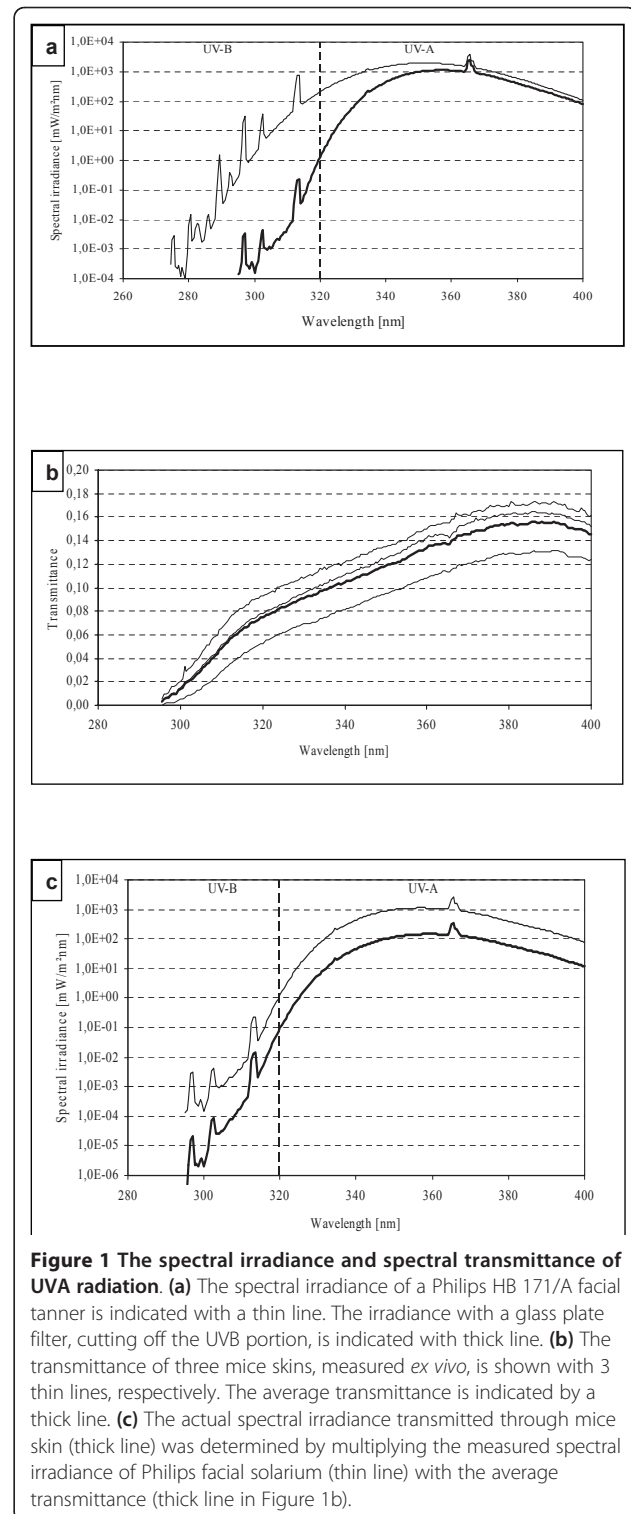 a
UV-B UV-A
1,0E+04
1,0E+03
1,0E+02
1,0E+01
1,0E+00
1,0E-01
1,0E-02
1,0E-03
1,0E-04
Spectral irradiance [mW/m²nm]
260 280 300 320 340 360 380 400
Wavelength [nm]
b
0,20
0,18
0,16
0,14
0,12
0,10
0,08
0,06
0,04
0,02
0,00
Transmittance
280 300 320 340 360 380 400
Wavelength [nm]
c
UV-B UV-A
1,0E+04
1,0E+03
1,0E+02
1,0E+01
1,0E+00
1,0E-01
1,0E-02
1,0E-03
1,0E-04
1,0E-05
1,0E-06
Spectral irradiance [mW/m²nm]
280 300 320 340 360 380 400
Wavelength [nm]
Figure 1 The spectral irradiance and spectral transmittance of
UVA radiation. (a) The spectral irradiance of a Philips HB 171/A facial
tanner is indicated with a thin line. The irradiance with a glass plate
filter, cutting off the UVB portion, is indicated with thick line. (b) The
transmittance of three mice skins, measured ex vivo, is shown with 3
thin lines, respectively. The average transmittance is indicated by a
thick line. (c) The actual spectral irradiance transmitted through mice
skin (thick line) was determined by multiplying the measured spectral
irradiance of Philips facial solarium (thin line) with the average
transmittance (thick line in Figure 1b).